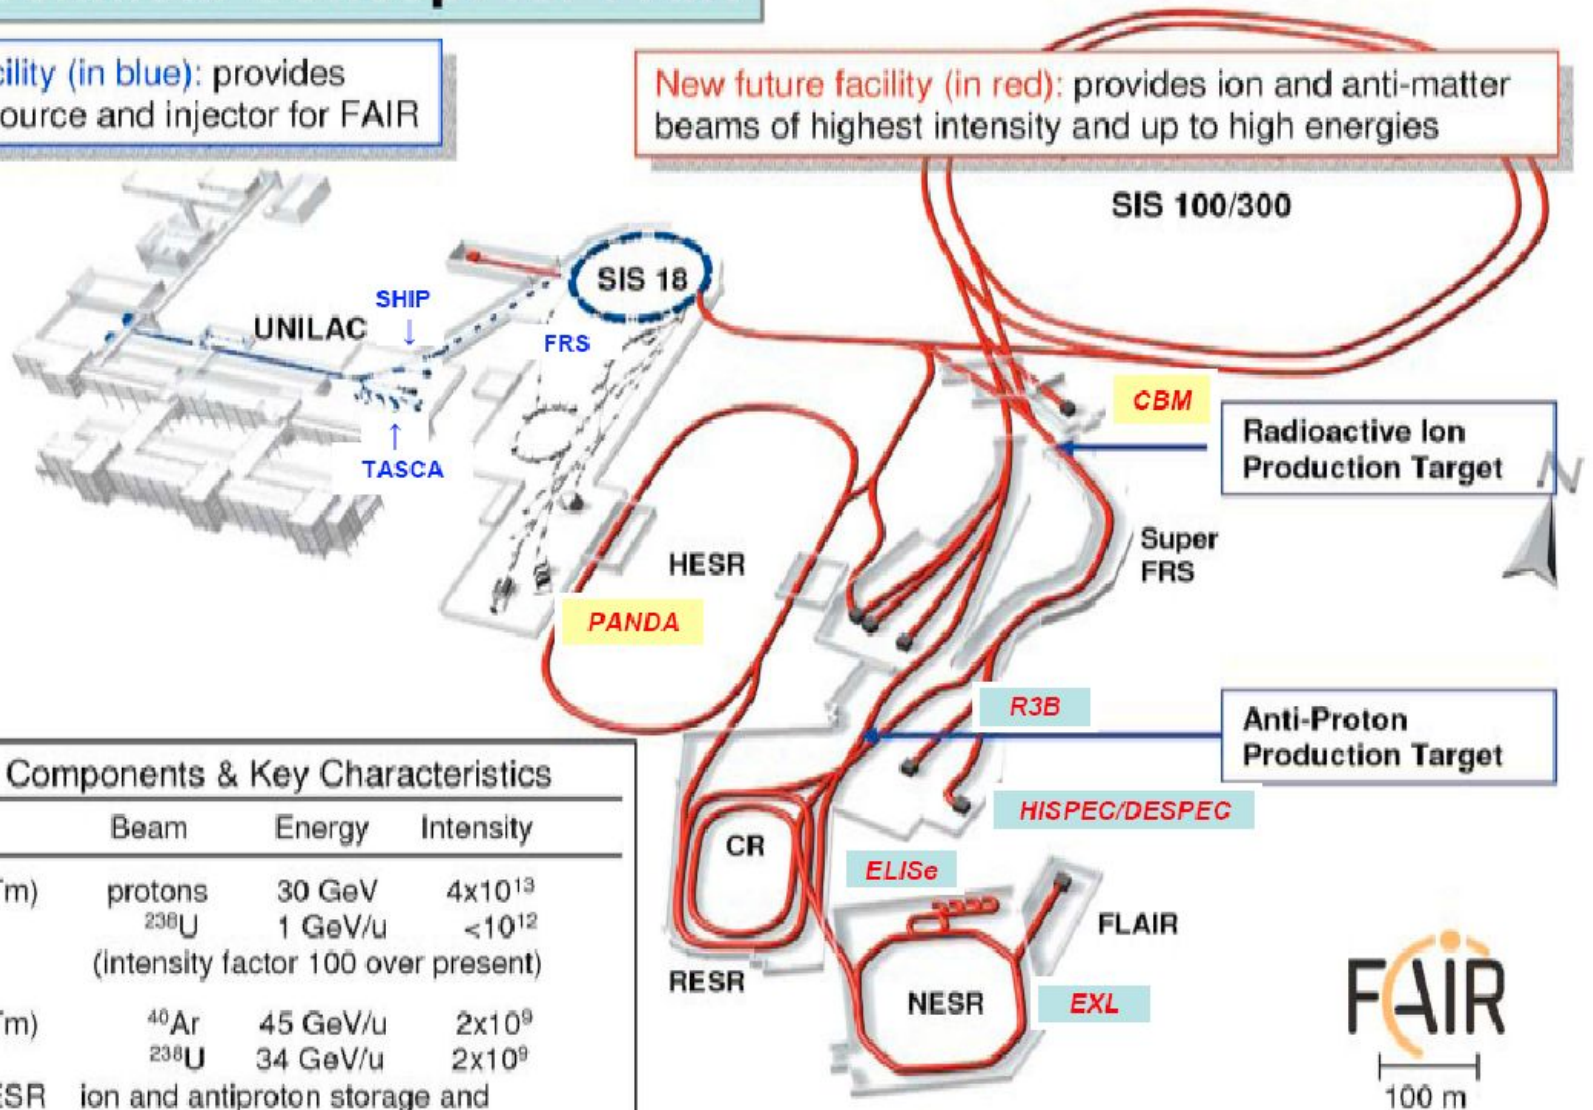 cility (in blue): provides
ource and injector for FAIR
New future facility (in red): provides ion and anti-matter
beams of highest intensity and up to high energies
SIS 100/300
SIS 18
SHIP
↓
UNILAC
FRS
↑
TASCA
CBM
Radioactive Ion
Production Target
N
HESR
Super
FRS
PANDA
R3B
Anti-Proton
Production Target
HISPEC/DESPEC
CR
ELISe
FLAIR
RESR
NESR
EXL
Components & Key Characteristics
Beam Energy Intensity
Tm) protons 30 GeV 4x10¹³
²³⁸U 1 GeV/u <10¹²
(intensity factor 100 over present)
Tm) ⁴⁰Ar 45 GeV/u 2x10⁹
²³⁸U 34 GeV/u 2x10⁹
ESR ion and antiproton storage and
FAIR
100 m